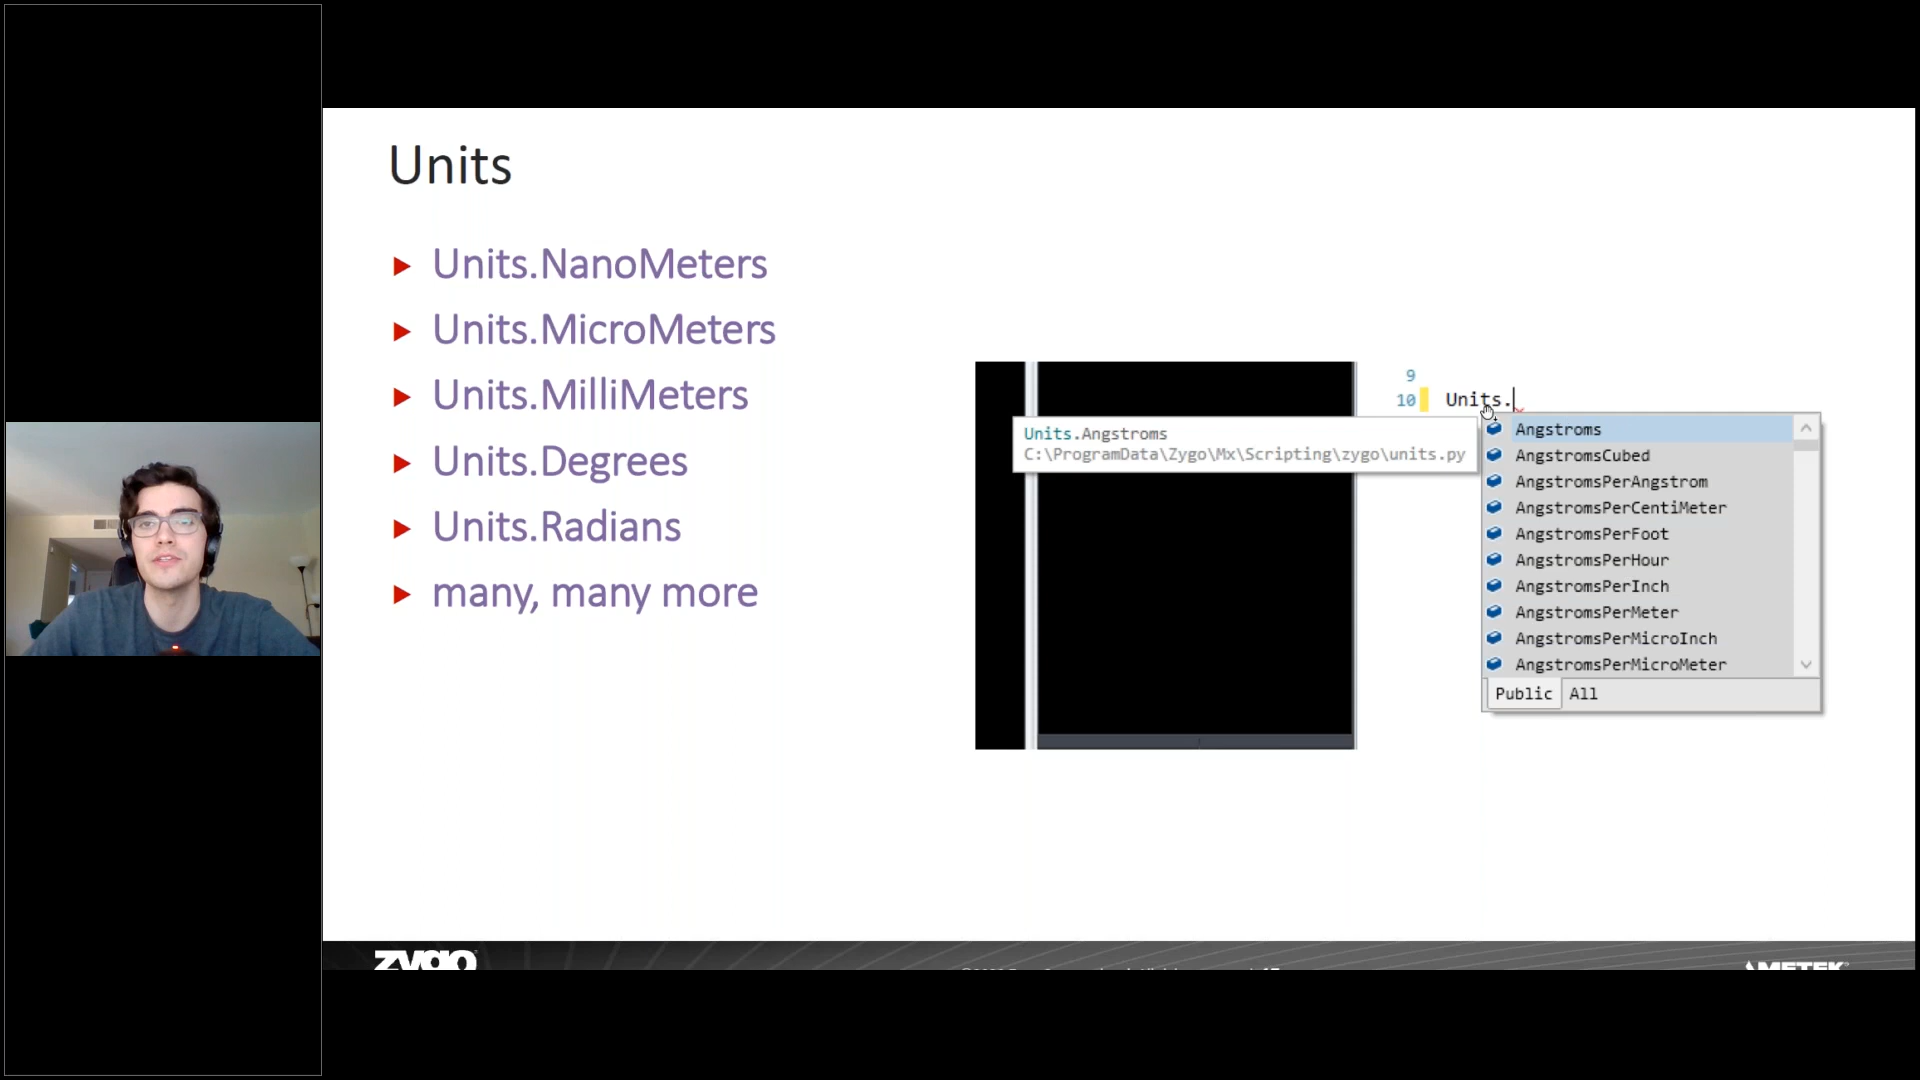 Units
Units.NanoMeters
Units.MicroMeters
Units.MilliMeters
Units.Degrees
Units.Radians
many, many more
9
10 Units.
Units.Angstroms
C:\ProgramData\Zygo\Mx\Scripting\zygo\units.py
Angstroms
AngstromsCubed
AngstromsPerAngstrom
AngstromsPerCentiMeter
AngstromsPerFoot
AngstromsPerHour
AngstromsPerInch
AngstromsPerMeter
AngstromsPerMicroInch
AngstromsPerMicroMeter
Public All
zygo
AMETEK